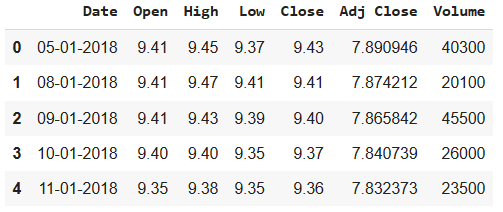 Date Open High Low Close Adj Close Volume
0 05-01-2018 9.41 9.45 9.37 9.43 7.890946 40300
1 08-01-2018 9.41 9.47 9.41 9.41 7.874212 20100
2 09-01-2018 9.41 9.43 9.39 9.40 7.865842 45500
3 10-01-2018 9.40 9.40 9.35 9.37 7.840739 26000
4 11-01-2018 9.35 9.38 9.35 9.36 7.832373 23500